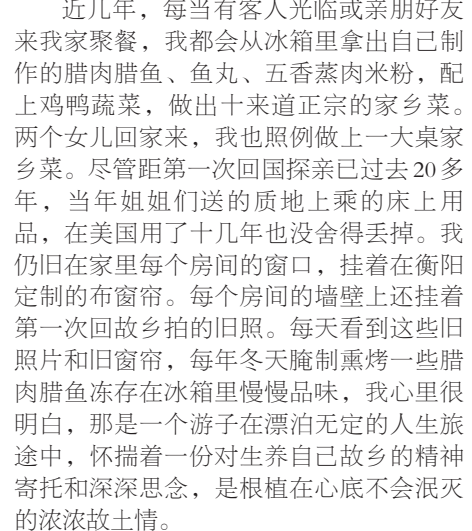 近几年，每当有客人光临或亲朋好友
来我家聚餐，我都会从冰箱里拿出自己制
作的腊肉腊鱼、鱼丸、五香蒸肉米粉，配
上鸡鸭蔬菜，做出十来道正宗的家乡菜。
两个女儿回家来，我也照例做上一大桌家
乡菜。尽管距第一次回国探亲已过去20多
年，当年姐姐们送的质地上乘的床上用
品，在美国用了十几年也没舍得丢掉。我
仍旧在家里每个房间的窗口，挂着在衡阳
定制的布窗帘。每个房间的墙壁上还挂着
第一次回故乡拍的旧照。每天看到这些旧
照片和旧窗帘，每年冬天腌制熏烤一些腊
肉腊鱼冻存在冰箱里慢慢品味，我心里很
明白，那是一个游子在漂泊无定的人生旅
途中，怀揣着一份对生养自己故乡的精神
寄托和深深思念，是根植在心底不会泯灭
的浓浓故土情。